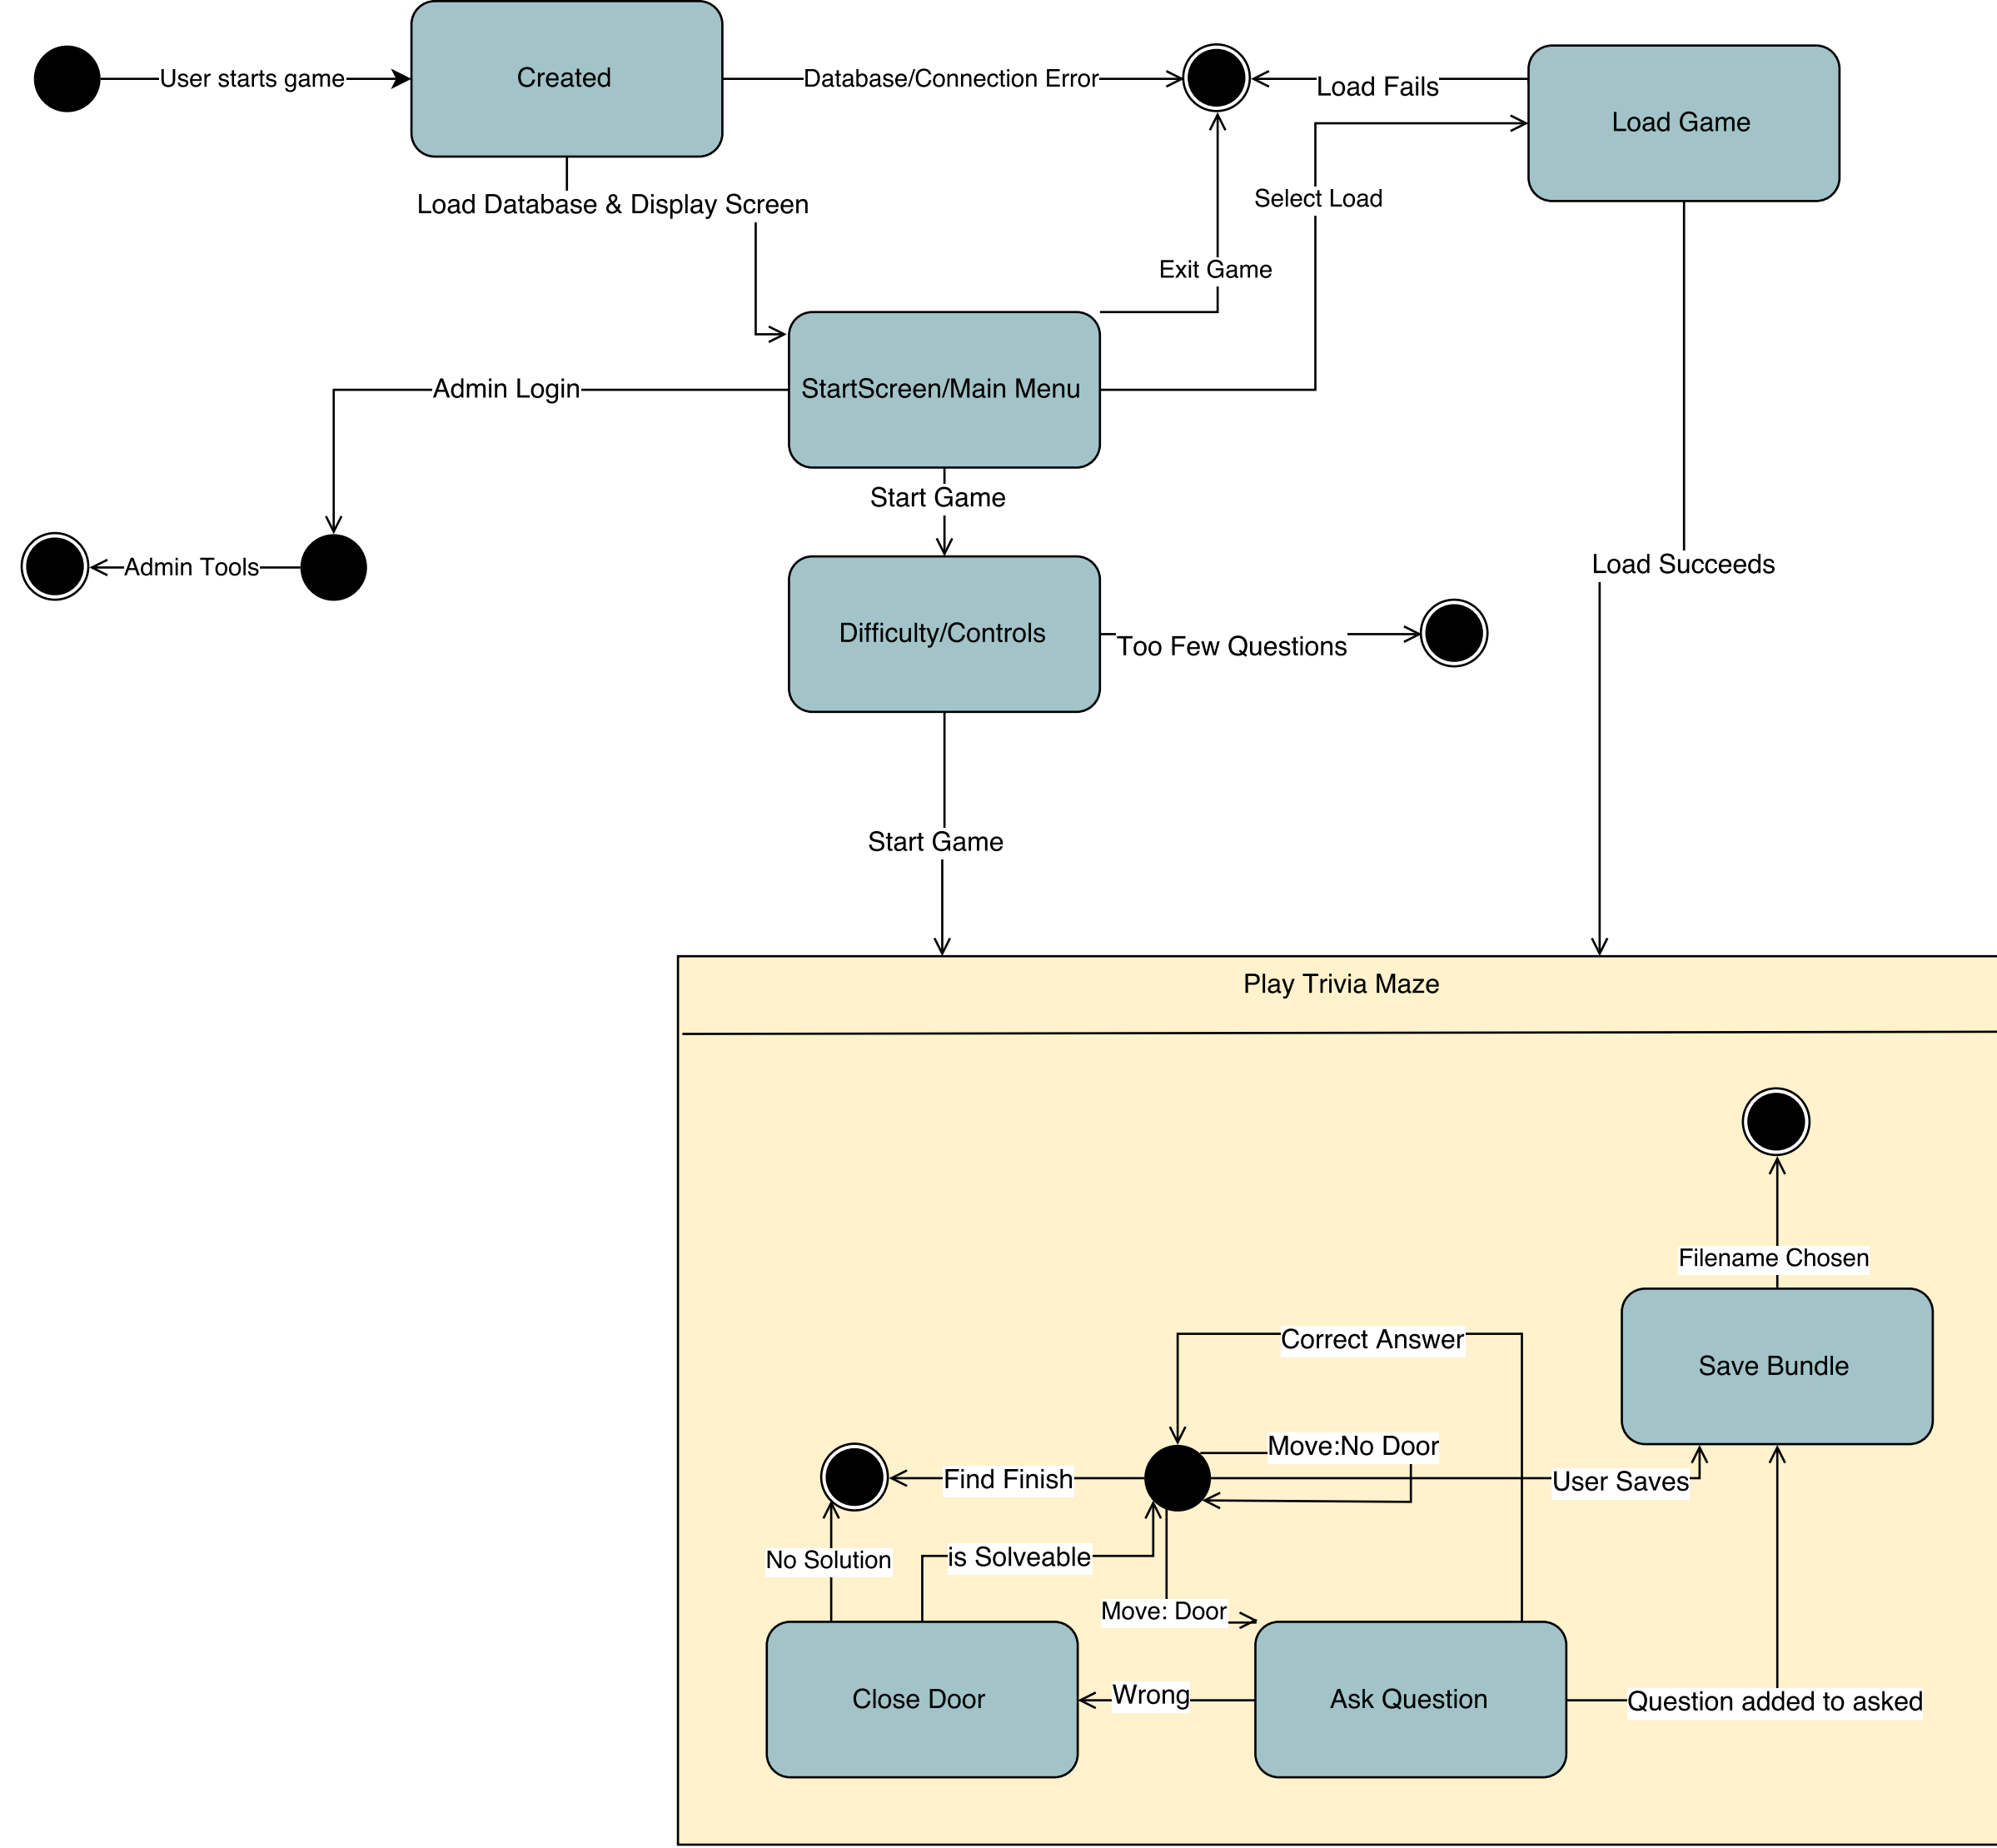 User starts game
Created
Database/Connection Error
Load Fails
Load Game
Load Database & Display Screen
Select Load
Exit Game
Admin Login
StartScreen/Main Menu
Start Game
Admin Tools
Load Succeeds
Difficulty/Controls
Too Few Questions
Start Game
Play Trivia Maze
Filename Chosen
Correct Answer
Save Bundle
Move:No Door
Find Finish
User Saves
No Solution
is Solveable
Move: Door
Wrong
Close Door
Ask Question
Question added to asked